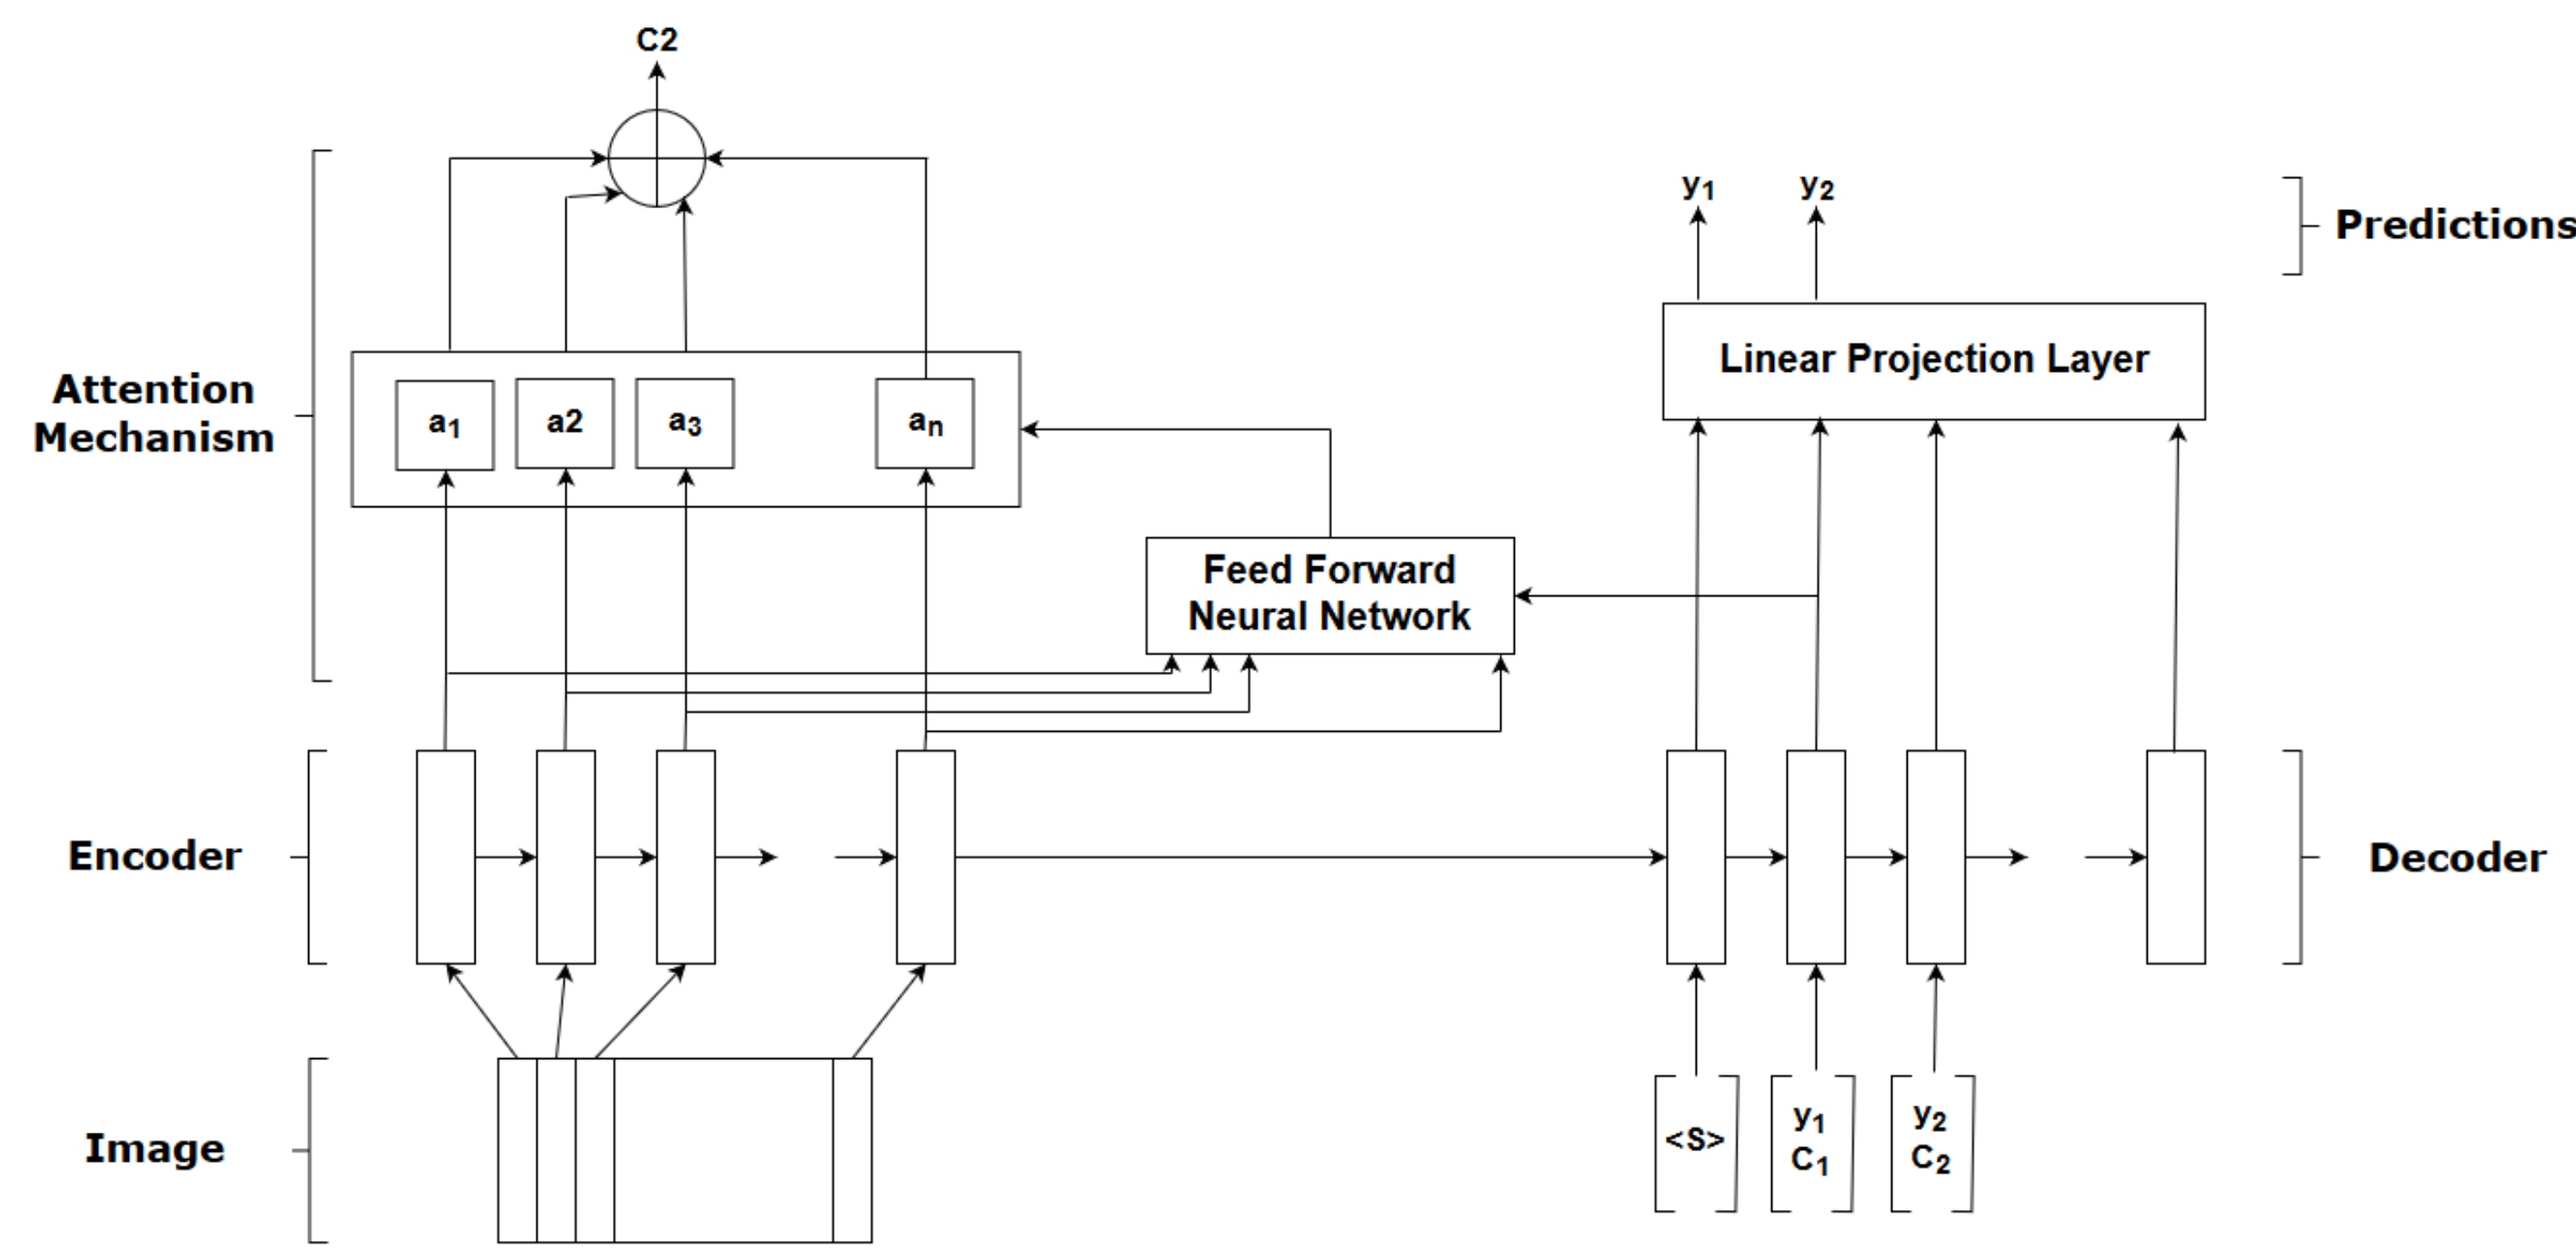 C2
y1
y2
Predictions
Linear Projection Layer
Attention
Mechanism
a1
a2
a3
an
Feed Forward
Neural Network
Encoder
Decoder
Image
<S>
y1
C1
y2
C2